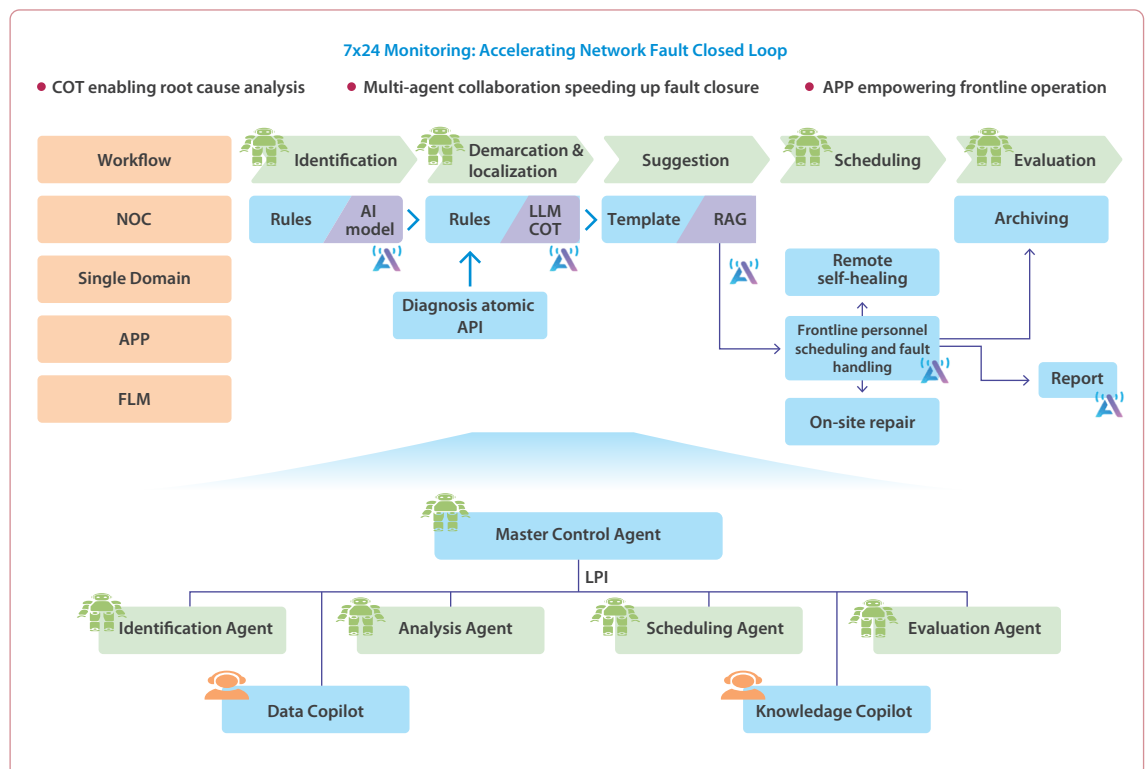 7x24 Monitoring: Accelerating Network Fault Closed Loop
COT enabling root cause analysis
Multi-agent collaboration speeding up fault closure
APP empowering frontline operation
Workflow
Identification
Demarcation &
localization
Suggestion
Scheduling
Evaluation
NOC
Rules
AI
model
Rules
LLM
COT
Template
RAG
Archiving
Single Domain
Diagnosis atomic
API
Remote
self-healing
APP
Frontline personnel
scheduling and fault
handling
Report
FLM
On-site repair
Master Control Agent
LPI
Identification Agent
Analysis Agent
Scheduling Agent
Evaluation Agent
Data Copilot
Knowledage Copilot